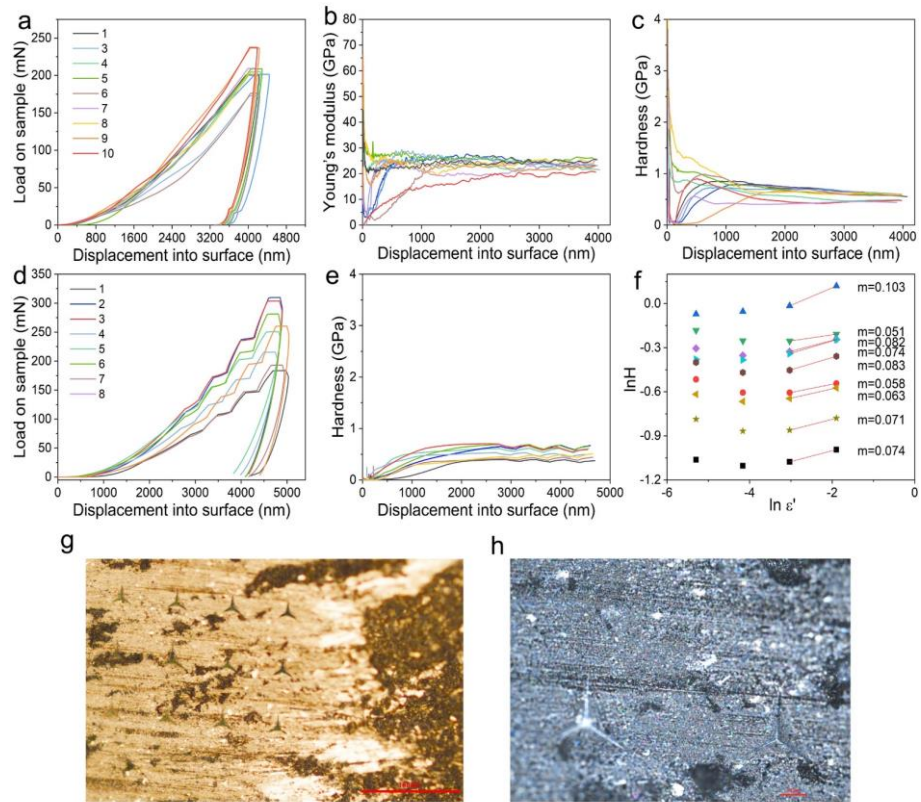 a
Load on sample (mN)
250
225
200
175
150
125
100
75
50
25
0
1
3
4
5
6
7
8
9
10
0 800 1600 2400 3200 4000 4800
Displacement into surface (nm)
b
Young's modulus (GPa)
80
70
60
50
40
30
20
10
0
0 1000 2000 3000 4000
Displacement into surface (nm)
c
Hardness (GPa)
4
3
2
1
0
0 1000 2000 3000 4000
Displacement into surface (nm)
d
Load on sample (mN)
350
300
250
200
150
100
50
0
1
2
3
4
5
6
7
8
0 1000 2000 3000 4000 5000
Displacement into surface (nm)
e
Hardness (GPa)
4
3
2
1
0
0 1000 2000 3000 4000 5000
Displacement into surface (nm)
f
lnH
0.0
-0.3
-0.6
-0.9
-1.2
m=0.103
m=0.051
m=0.082
m=0.074
m=0.083
m=0.058
m=0.063
m=0.071
m=0.074
-6 -4 -2 0
ln ε'
g
h